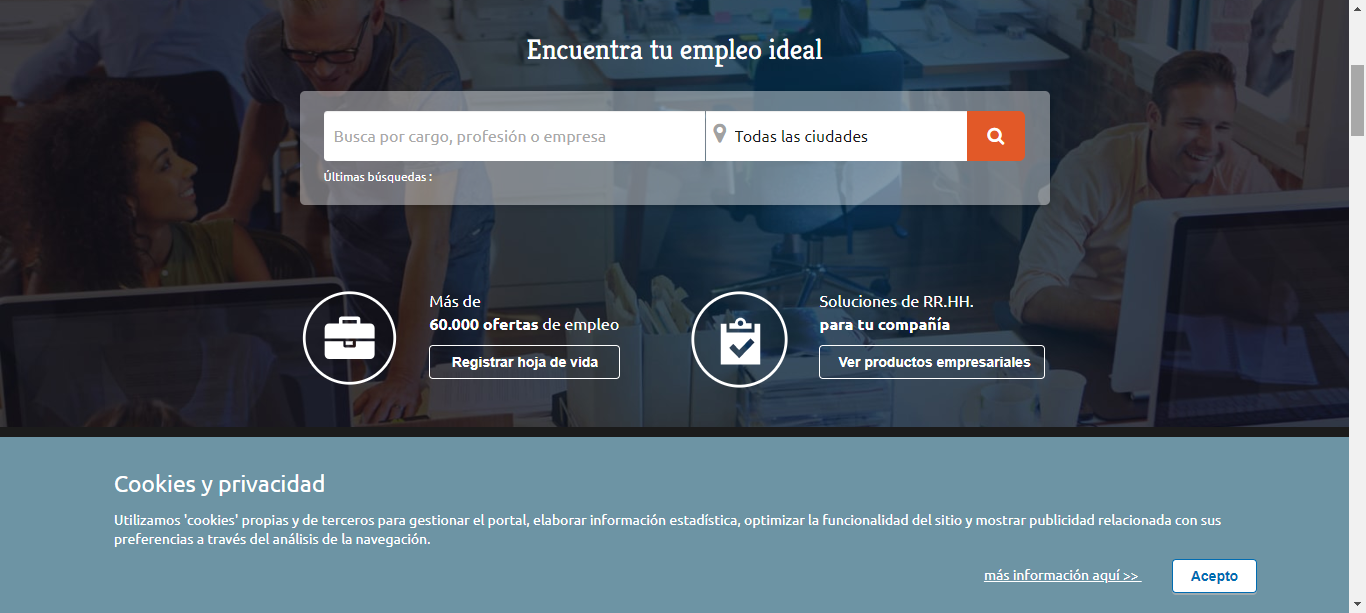 Encuentra tu empleo ideal
Busca por cargo, profesión o empresa
Todas las ciudades
Últimas búsquedas :
Más de
60.000 ofertas de empleo
Registrar hoja de vida
Soluciones de RR.HH.
para tu compañía
Ver productos empresariales
Cookies y privacidad
Utilizamos 'cookies' propias y de terceros para gestionar el portal, elaborar información estadística, optimizar la funcionalidad del sitio y mostrar publicidad relacionada con sus
preferencias a través del análisis de la navegación.
más información aquí >>
Acepto